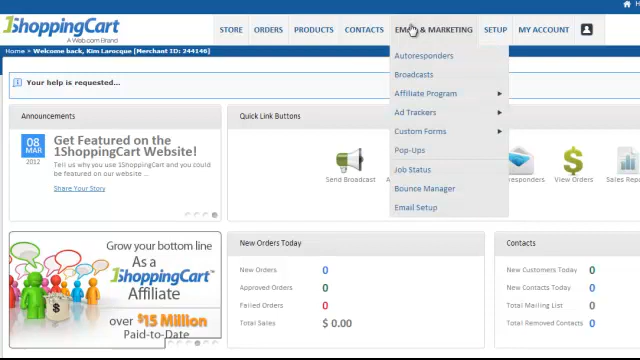 1ShoppingCart
A Web.com Brand
STORE ORDERS PRODUCTS CONTACTS EMAIL & MARKETING SETUP MY ACCOUNT
Home > Welcome back, Kim Larocque [Merchant ID: 244146]
Your help is requested...
Autoresponders
Broadcasts
Affiliate Program
Ad Trackers
Custom Forms
Pop-Ups
Job Status
Bounce Manager
Email Setup
Announcements
08
MAR
2012
Get Featured on the
1ShoppingCart Website!
Tell us why you use 1ShoppingCart and you could
be featured on our website ...
Share Your Story
Quick Link Buttons
Send Broadcast
View Orders
Grow your bottom line
As a
1ShoppingCart
Affiliate
over $15 Million
Paid-to-Date
New Orders Today
New Orders 0
Approved Orders 0
Failed Orders 0
Total Sales $ 0.00
Contacts
New Customers Today 0
New Contacts Today 0
Total Mailing List 0
Total Removed Contacts 0